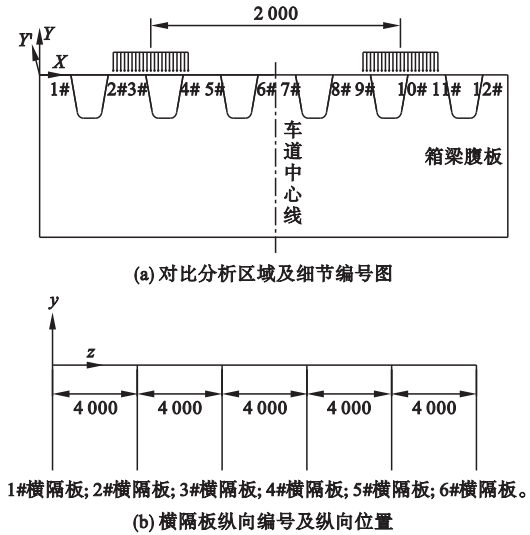 2 000
Y
Y'
X
1# 2#3# 4# 5# 6#7# 8# 9# 10# 11# 12#
车道中心线
箱梁腹板
(a) 对比分析区域及细节编号图
y
z
4 000 4 000 4 000 4 000 4 000
1#横隔板; 2#横隔板; 3#横隔板; 4#横隔板; 5#横隔板; 6#横隔板。
(b) 横隔板纵向编号及纵向位置